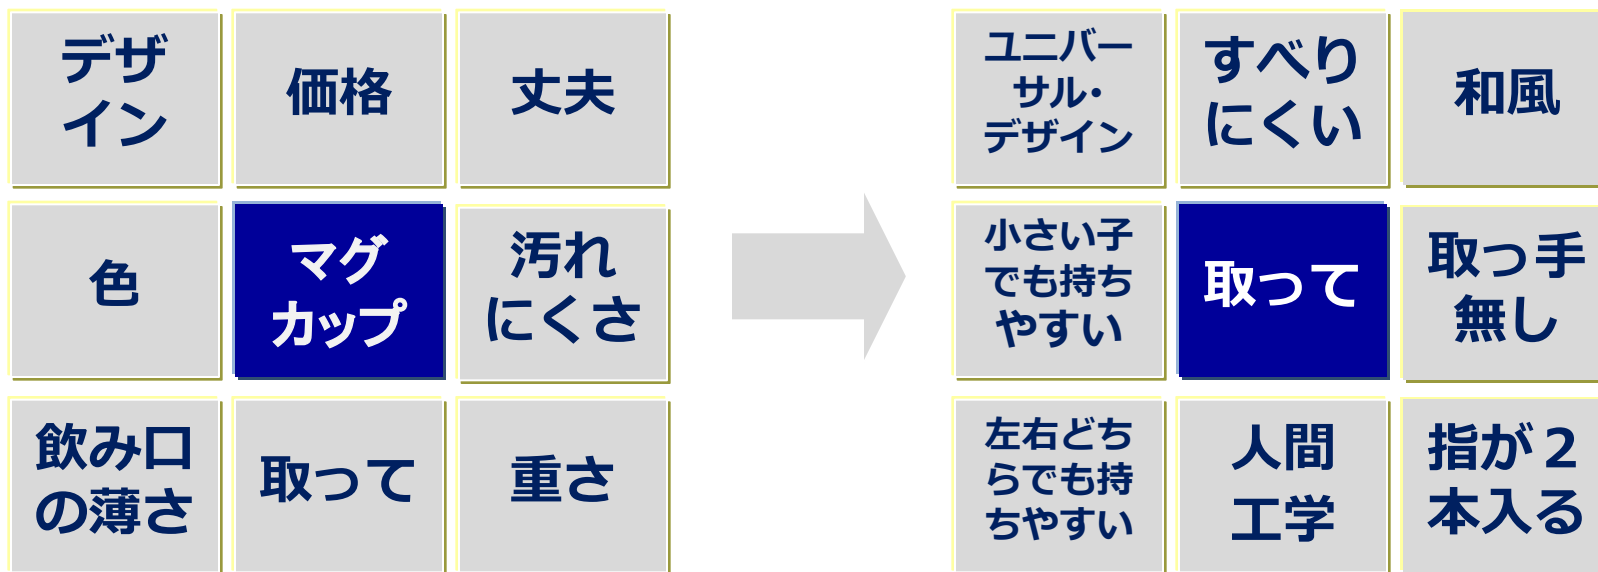 デザ
イン
価格
丈夫
色
マグ
カップ
汚れ
にくさ
飲み口
の薄さ
取って
重さ
ユニバー
サル・
デザイン
すべり
にくい
和風
小さい子
でも持ち
やすい
取って
取っ手
無し
左右どち
らでも持
ちやすい
人間
工学
指が２
本入る